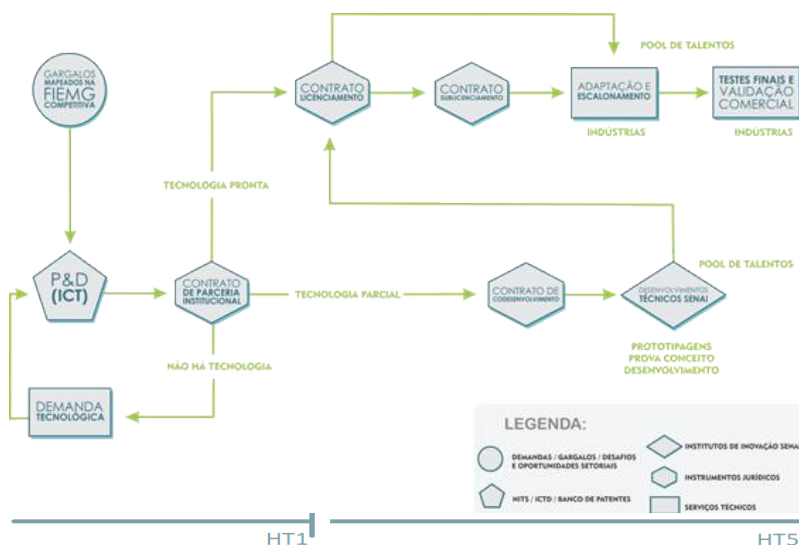 GARGALOS
MAPEADOS NA
FIEMG
COMPETITIVA
POOL DE TALENTOS
CONTRATO
LICENCIAMENTO
CONTRATO
SUBLICENCIAMENTO
ADAPTAÇÃO E
ESCALONAMENTO
TESTES FINAIS E
VALIDAÇÃO
COMERCIAL
INDÚSTRIAS
INDÚSTRIAS
TECNOLOGIA PRONTA
P&D
(ICT)
CONTRATO
DE PARCERIA
INSTITUCIONAL
TECNOLOGIA PARCIAL
CONTRATO DE
CODESENVOLVIMENTO
POOL DE TALENTOS
DESENVOLVIMENTOS
TÉCNICOS SENAI
PROTOTIPAGENS
PROVA CONCEITO
DESENVOLVIMENTO
NÃO HÁ TECNOLOGIA
DEMANDA
TECNOLÓGICA
LEGENDA:
DEMANDAS / GARGALOS / DESAFIOS
E OPORTUNIDADES SETORIAIS
INSTITUTOS DE INOVAÇÃO SENAI
INSTRUMENTOS JURÍDICOS
NITS / ICTD / BANCO DE PATENTES
SERVIÇOS TÉCNICOS
HT1
HT5